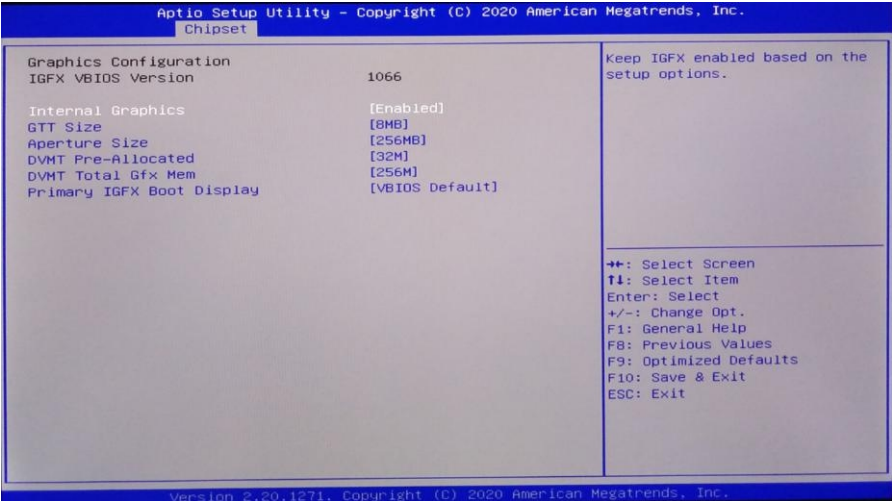 Aptio Setup Utility – Copyright (C) 2020 American Megatrends, Inc.
Chipset
Graphics Configuration
IGFX VBIOS Version 1066
Internal Graphics [Enabled]
GTT Size [8MB]
Aperture Size [256MB]
DVMT Pre-Allocated [32M]
DVMT Total Gfx Mem [256M]
Primary IGFX Boot Display [VBIOS Default]
Keep IGFX enabled based on the
setup options.
→←: Select Screen
↑↓: Select Item
Enter: Select
+/-: Change Opt.
F1: General Help
F8: Previous Values
F9: Optimized Defaults
F10: Save & Exit
ESC: Exit
Version 2.20.1271. Copyright (C) 2020 American Megatrends, Inc.